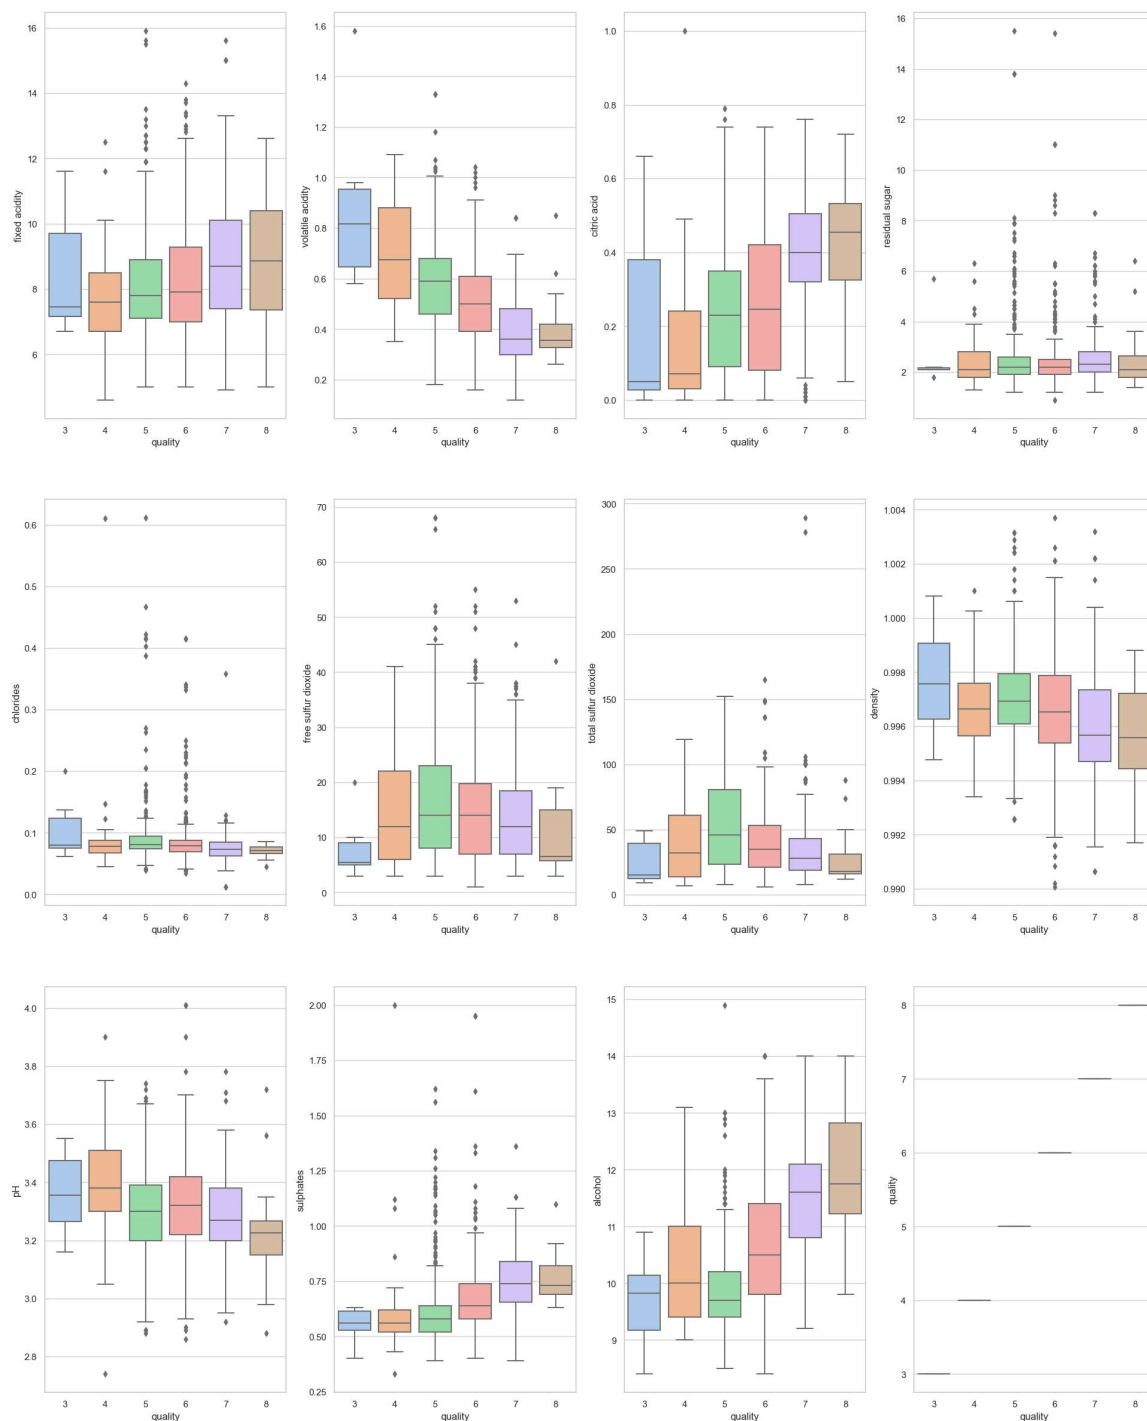 fixed acidity
16
14
12
10
8
6
3 4 5 6 7 8
quality
volatile acidity
1.6
1.4
1.2
1.0
0.8
0.6
0.4
0.2
3 4 5 6 7 8
quality
citric acid
1.0
0.8
0.6
0.4
0.2
0.0
3 4 5 6 7 8
quality
residual sugar
16
14
12
10
8
6
4
2
3 4 5 6 7 8
quality
chlorides
0.6
0.5
0.4
0.3
0.2
0.1
0.0
3 4 5 6 7 8
quality
free sulfur dioxide
70
60
50
40
30
20
10
0
3 4 5 6 7 8
quality
total sulfur dioxide
300
250
200
150
100
50
0
3 4 5 6 7 8
quality
density
1.004
1.002
1.000
0.998
0.996
0.994
0.992
0.990
3 4 5 6 7 8
quality
pH
4.0
3.8
3.6
3.4
3.2
3.0
2.8
3 4 5 6 7 8
quality
sulphates
2.00
1.75
1.50
1.25
1.00
0.75
0.50
0.25
3 4 5 6 7 8
quality
alcohol
15
14
13
12
11
10
9
3 4 5 6 7 8
quality
quality
8
7
6
5
4
3
3 4 5 6 7 8
quality